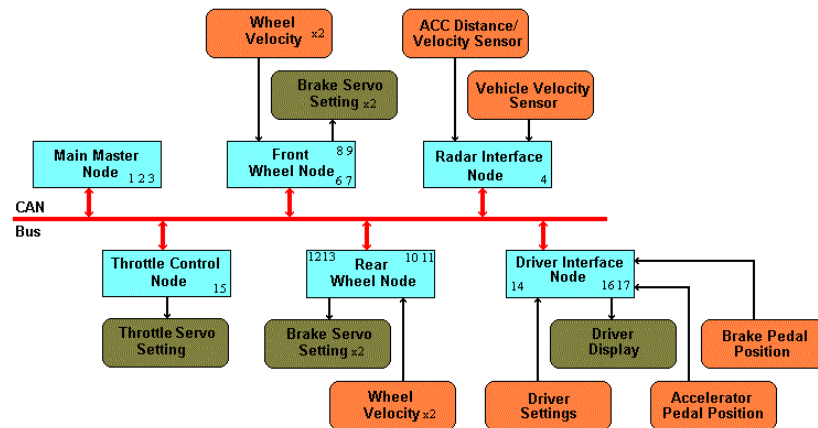 Wheel
Velocity x2
ACC Distance/
Velocity Sensor
Brake Servo
Setting x2
Vehicle Velocity
Sensor
Main Master
Node
1 2 3
Front
Wheel Node
8 9
6 7
Radar Interface
Node
4
CAN
Bus
Throttle Control
Node
15
12 13
10 11
Rear
Wheel Node
Driver Interface
Node
14
16 17
Throttle Servo
Setting
Brake Servo
Setting x2
Driver
Display
Brake Pedal
Position
Wheel
Velocity x2
Driver
Settings
Accelerator
Pedal Position